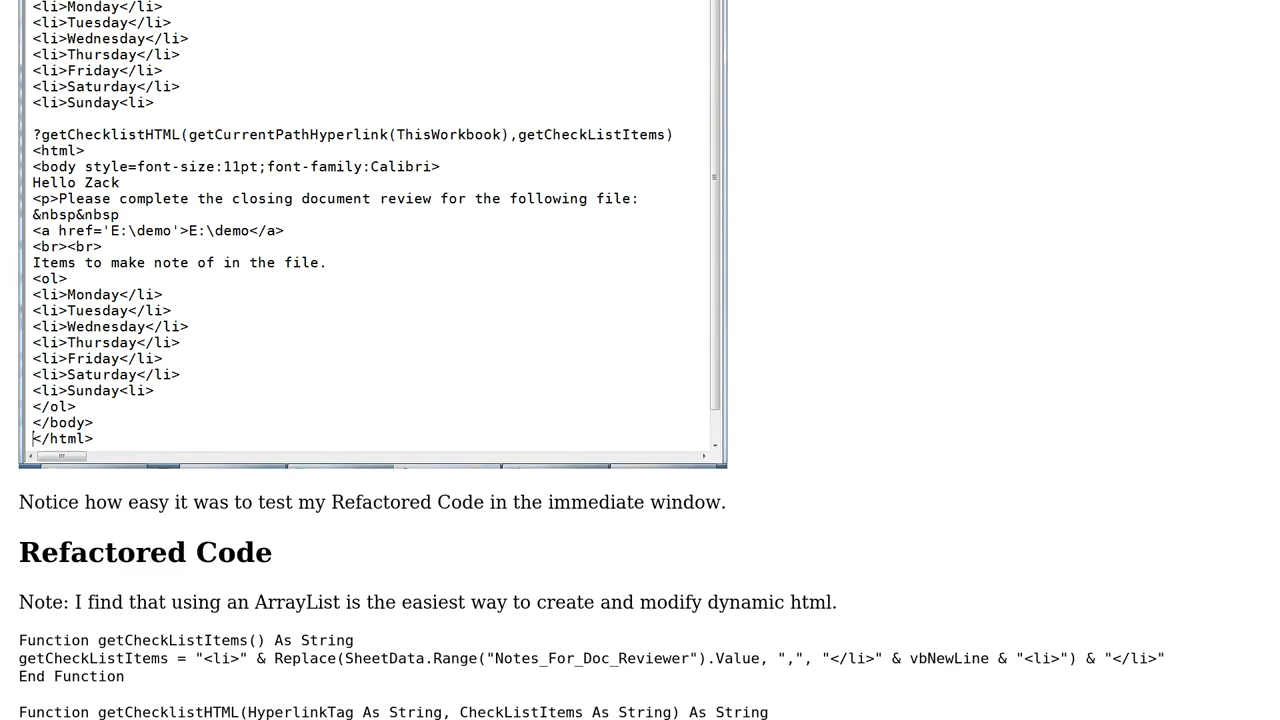 <li>Monday</li>
<li>Tuesday</li>
<li>Wednesday</li>
<li>Thursday</li>
<li>Friday</li>
<li>Saturday</li>
<li>Sunday<li>

?getChecklistHTML(getCurrentPathHyperlink(ThisWorkbook),getCheckListItems)
<html>
<body style=font-size:11pt;font-family:Calibri>
Hello Zack
<p>Please complete the closing document review for the following file:
&nbsp&nbsp
<a href='E:\demo'>E:\demo</a>
<br><br>
Items to make note of in the file.
<ol>
<li>Monday</li>
<li>Tuesday</li>
<li>Wednesday</li>
<li>Thursday</li>
<li>Friday</li>
<li>Saturday</li>
<li>Sunday<li>
</ol>
</body>
</html>
Notice how easy it was to test my Refactored Code in the immediate window.
Refactored Code
Note: I find that using an ArrayList is the easiest way to create and modify dynamic html.
Function getCheckListItems() As String
getCheckListItems = "<li>" & Replace(SheetData.Range("Notes_For_Doc_Reviewer").Value, ",", "</li>" & vbNewLine & "<li>") & "</li>"
End Function

Function getChecklistHTML(HyperlinkTag As String, CheckListItems As String) As String